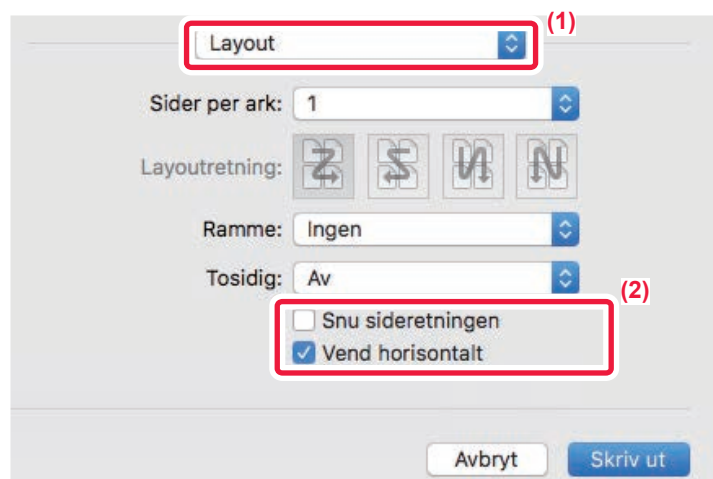 (1)
Layout
Sider per ark: 1
Layoutretning:
Ramme: Ingen
Tosidig: Av
(2)
Snu sideretningen
Vend horisontalt
Avbryt Skriv ut